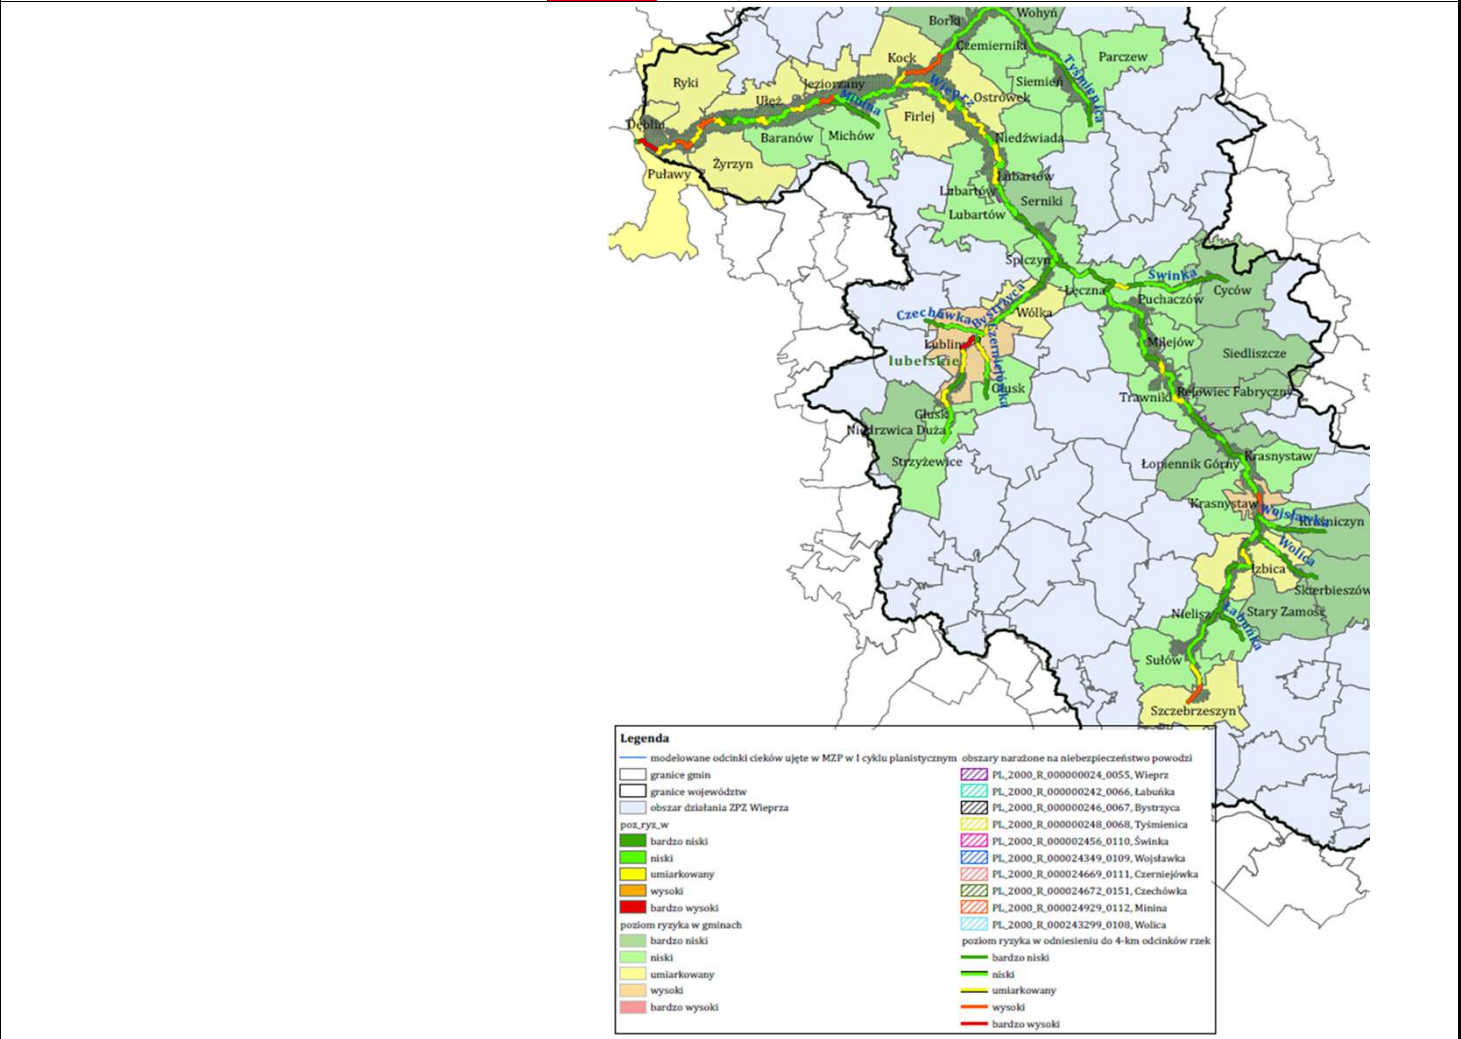 Borki
Wohyń
Czemierniki
Kock
Parczew
Tyśmienica
Siemień
Ryki
Jeziorzany
Wieprz
Ułęż
Minina
Ostrówek
Firlej
Dęblin
Baranów
Michów
Niedźwiada
Żyrzyn
Puławy
Lubartów
Lubartów
Serniki
Lubartów
Spiczyn
Świnka
Łęczna
Cyców
Puchaczów
Bystrzyca
Wólka
Czechówka
Lublin
Milejów
Siedliszcze
lubelskie
Czerniejówka
Głusk
Trawniki
Rejowiec Fabryczny
Głusk
Niedrzwica Duża
Strzyżewice
Łopiennik Górny
Krasnystaw
Krasnystaw
Wojsławka
Kraśniczyn
Wolica
Izbica
Skierbieszów
Nielisz
Łabuńka
Stary Zamość
Sułów
Szczebrzeszyn
Legenda
modelowane odcinki cieków ujęte w MZP w I cyklu planistycznym
granice gmin
granice województw
obszar działania ZPZ Wieprza
poz_ryz_w
bardzo niski
niski
umiarkowany
wysoki
bardzo wysoki
poziom ryzyka w gminach
bardzo niski
niski
umiarkowany
wysoki
bardzo wysoki
obszary narażone na niebezpieczeństwo powodzi
PL_2000_R_000000024_0055, Wieprz
PL_2000_R_000000242_0066, Łabuńka
PL_2000_R_000000246_0067, Bystrzyca
PL_2000_R_000000248_0068, Tyśmienica
PL_2000_R_000002456_0110, Świnka
PL_2000_R_000024349_0109, Wojsławka
PL_2000_R_000024669_0111, Czerniejówka
PL_2000_R_000024672_0151, Czechówka
PL_2000_R_000024929_0112, Minina
PL_2000_R_000243299_0108, Wolica
poziom ryzyka w odniesieniu do 4-km odcinków rzek
bardzo niski
niski
umiarkowany
wysoki
bardzo wysoki